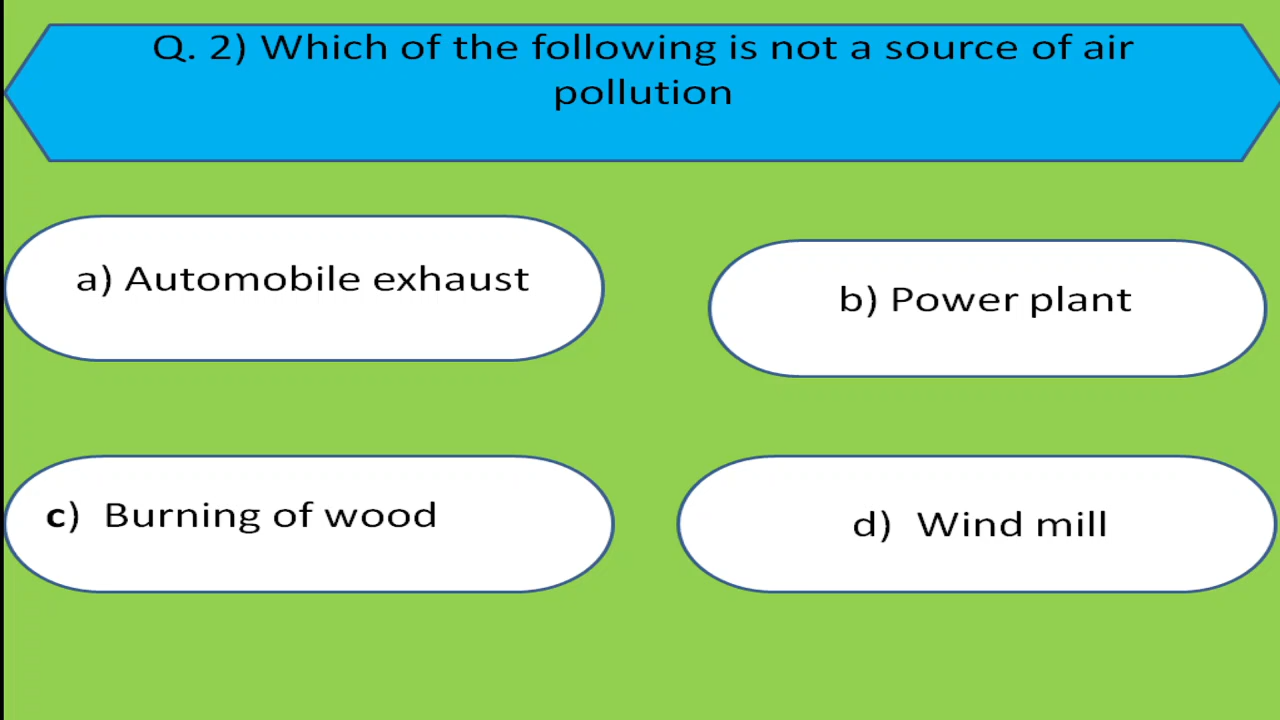 Q. 2) Which of the following is not a source of air
pollution
a) Automobile exhaust
b) Power plant
c) Burning of wood
d) Wind mill